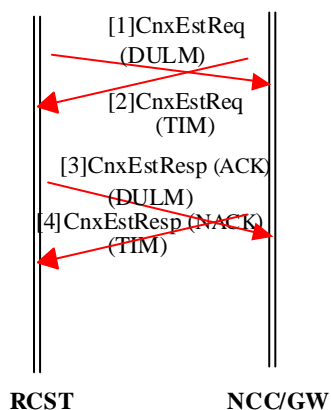 [1]CnxEstReq
(DULM)
[2]CnxEstReq
(TIM)
[3]CnxEstResp (ACK)
(DULM)
[4]CnxEstResp (NACK)
(TIM)
RCST NCC/GW